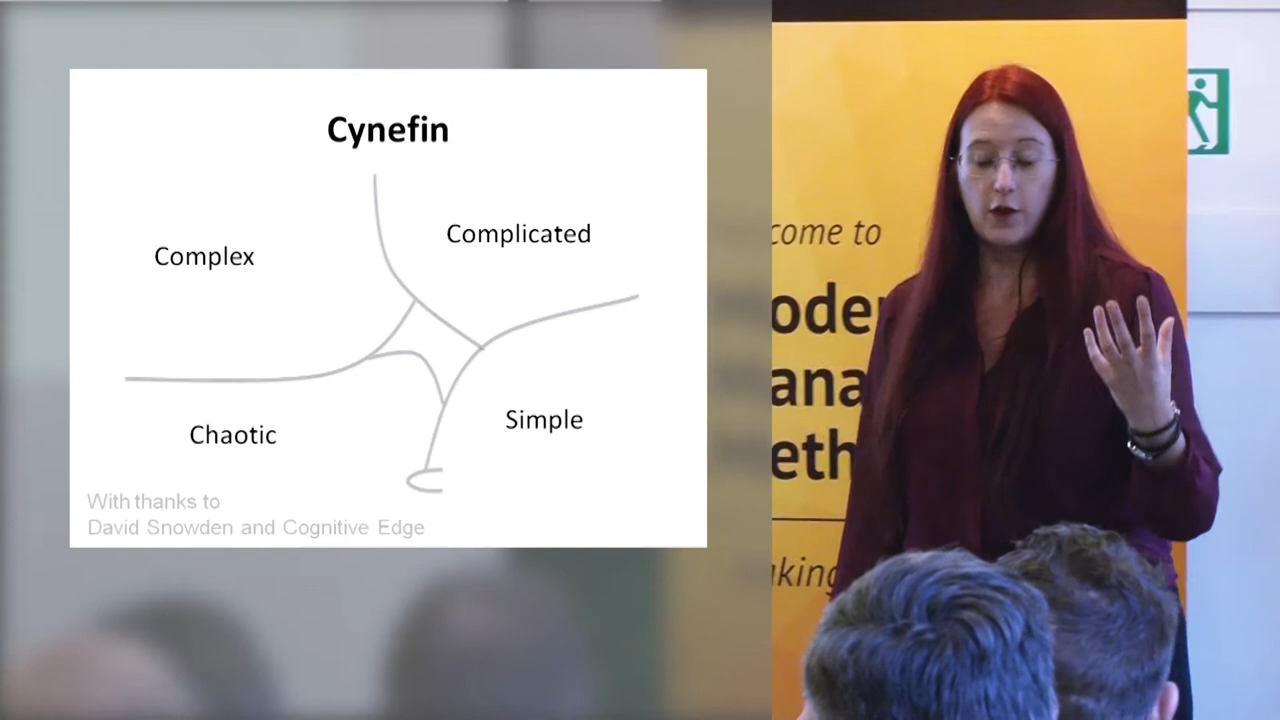 Cynefin
Complex
Complicated
Chaotic
Simple
With thanks to
David Snowden and Cognitive Edge
come to
oder
ana
eth
aking